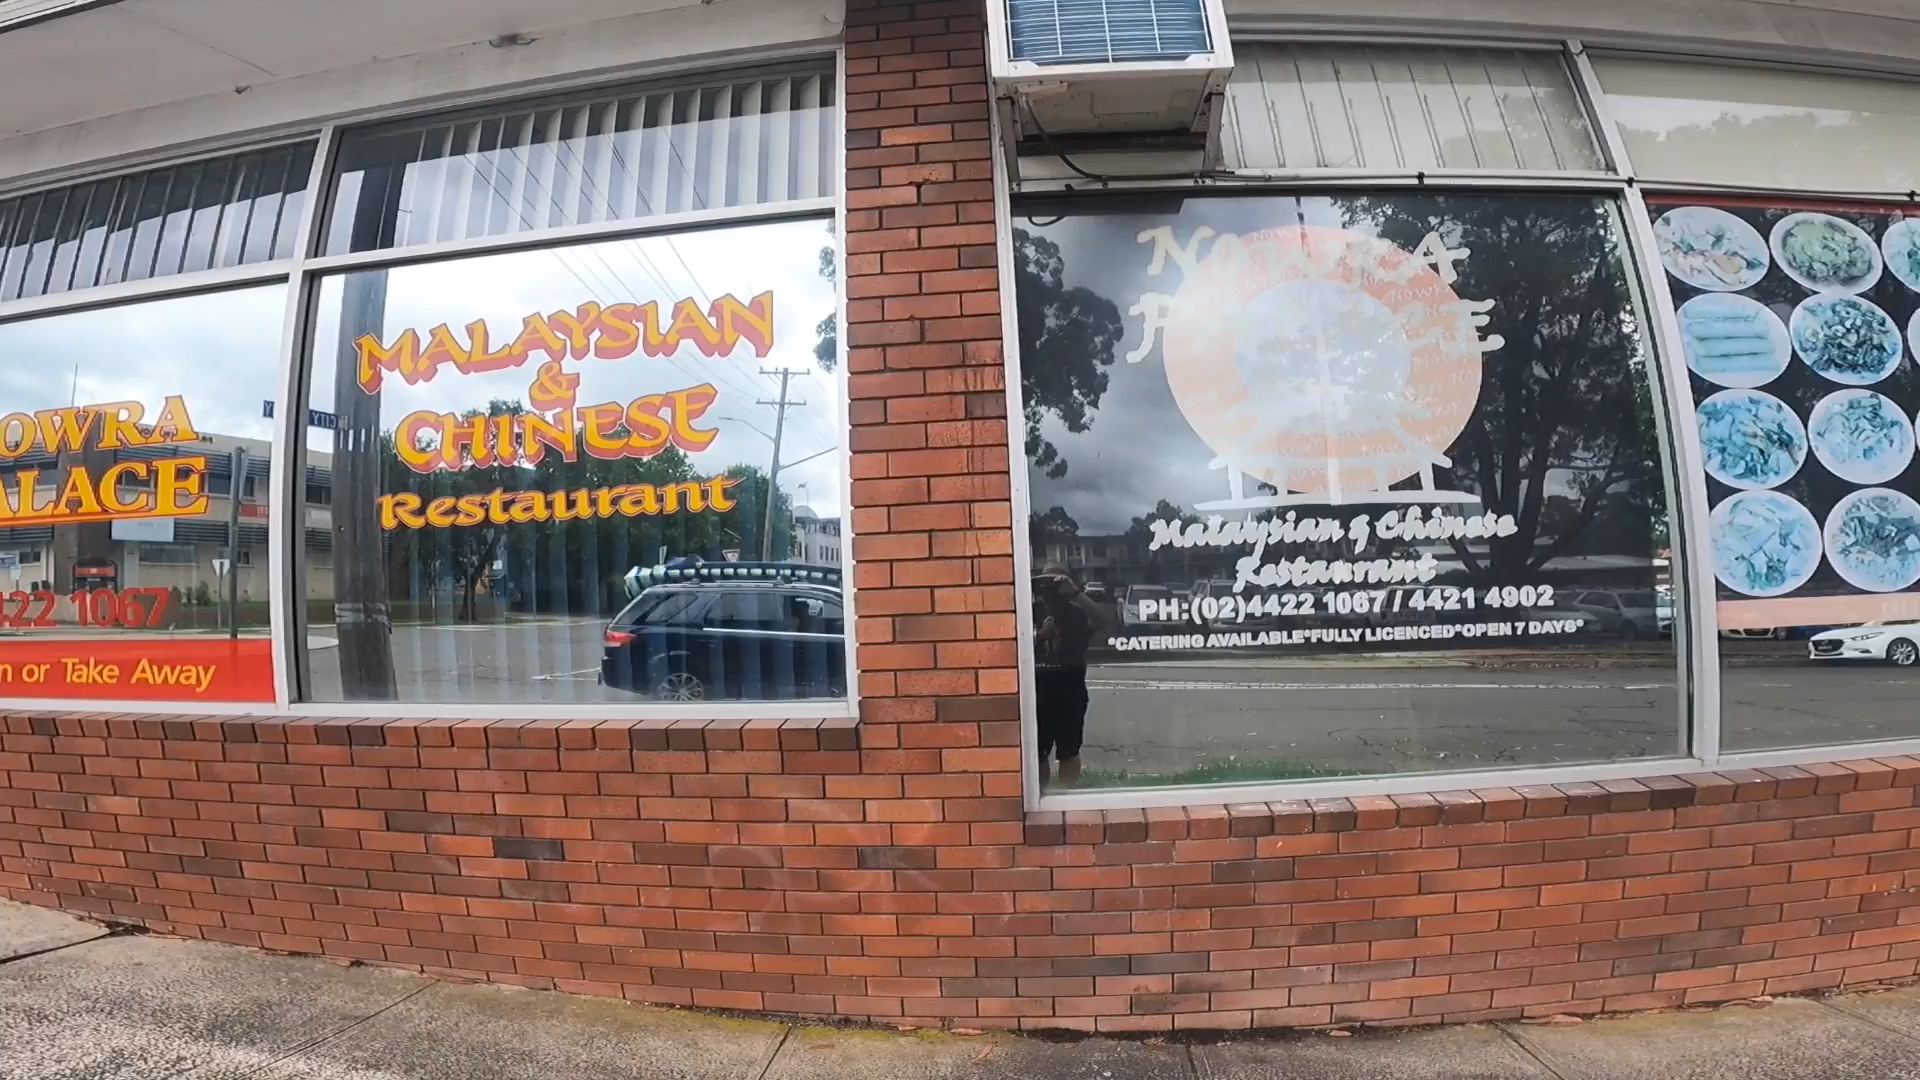 OWRA
ALACE
422 1067
n or Take Away
MALAYSIAN
&
CHINESE
Restaurant
NOWRA
Malaysian & Chinese
Restaurant
PH:(02)4422 1067 / 4421 4902
*CATERING AVAILABLE*FULLY LICENCED*OPEN 7 DAYS*